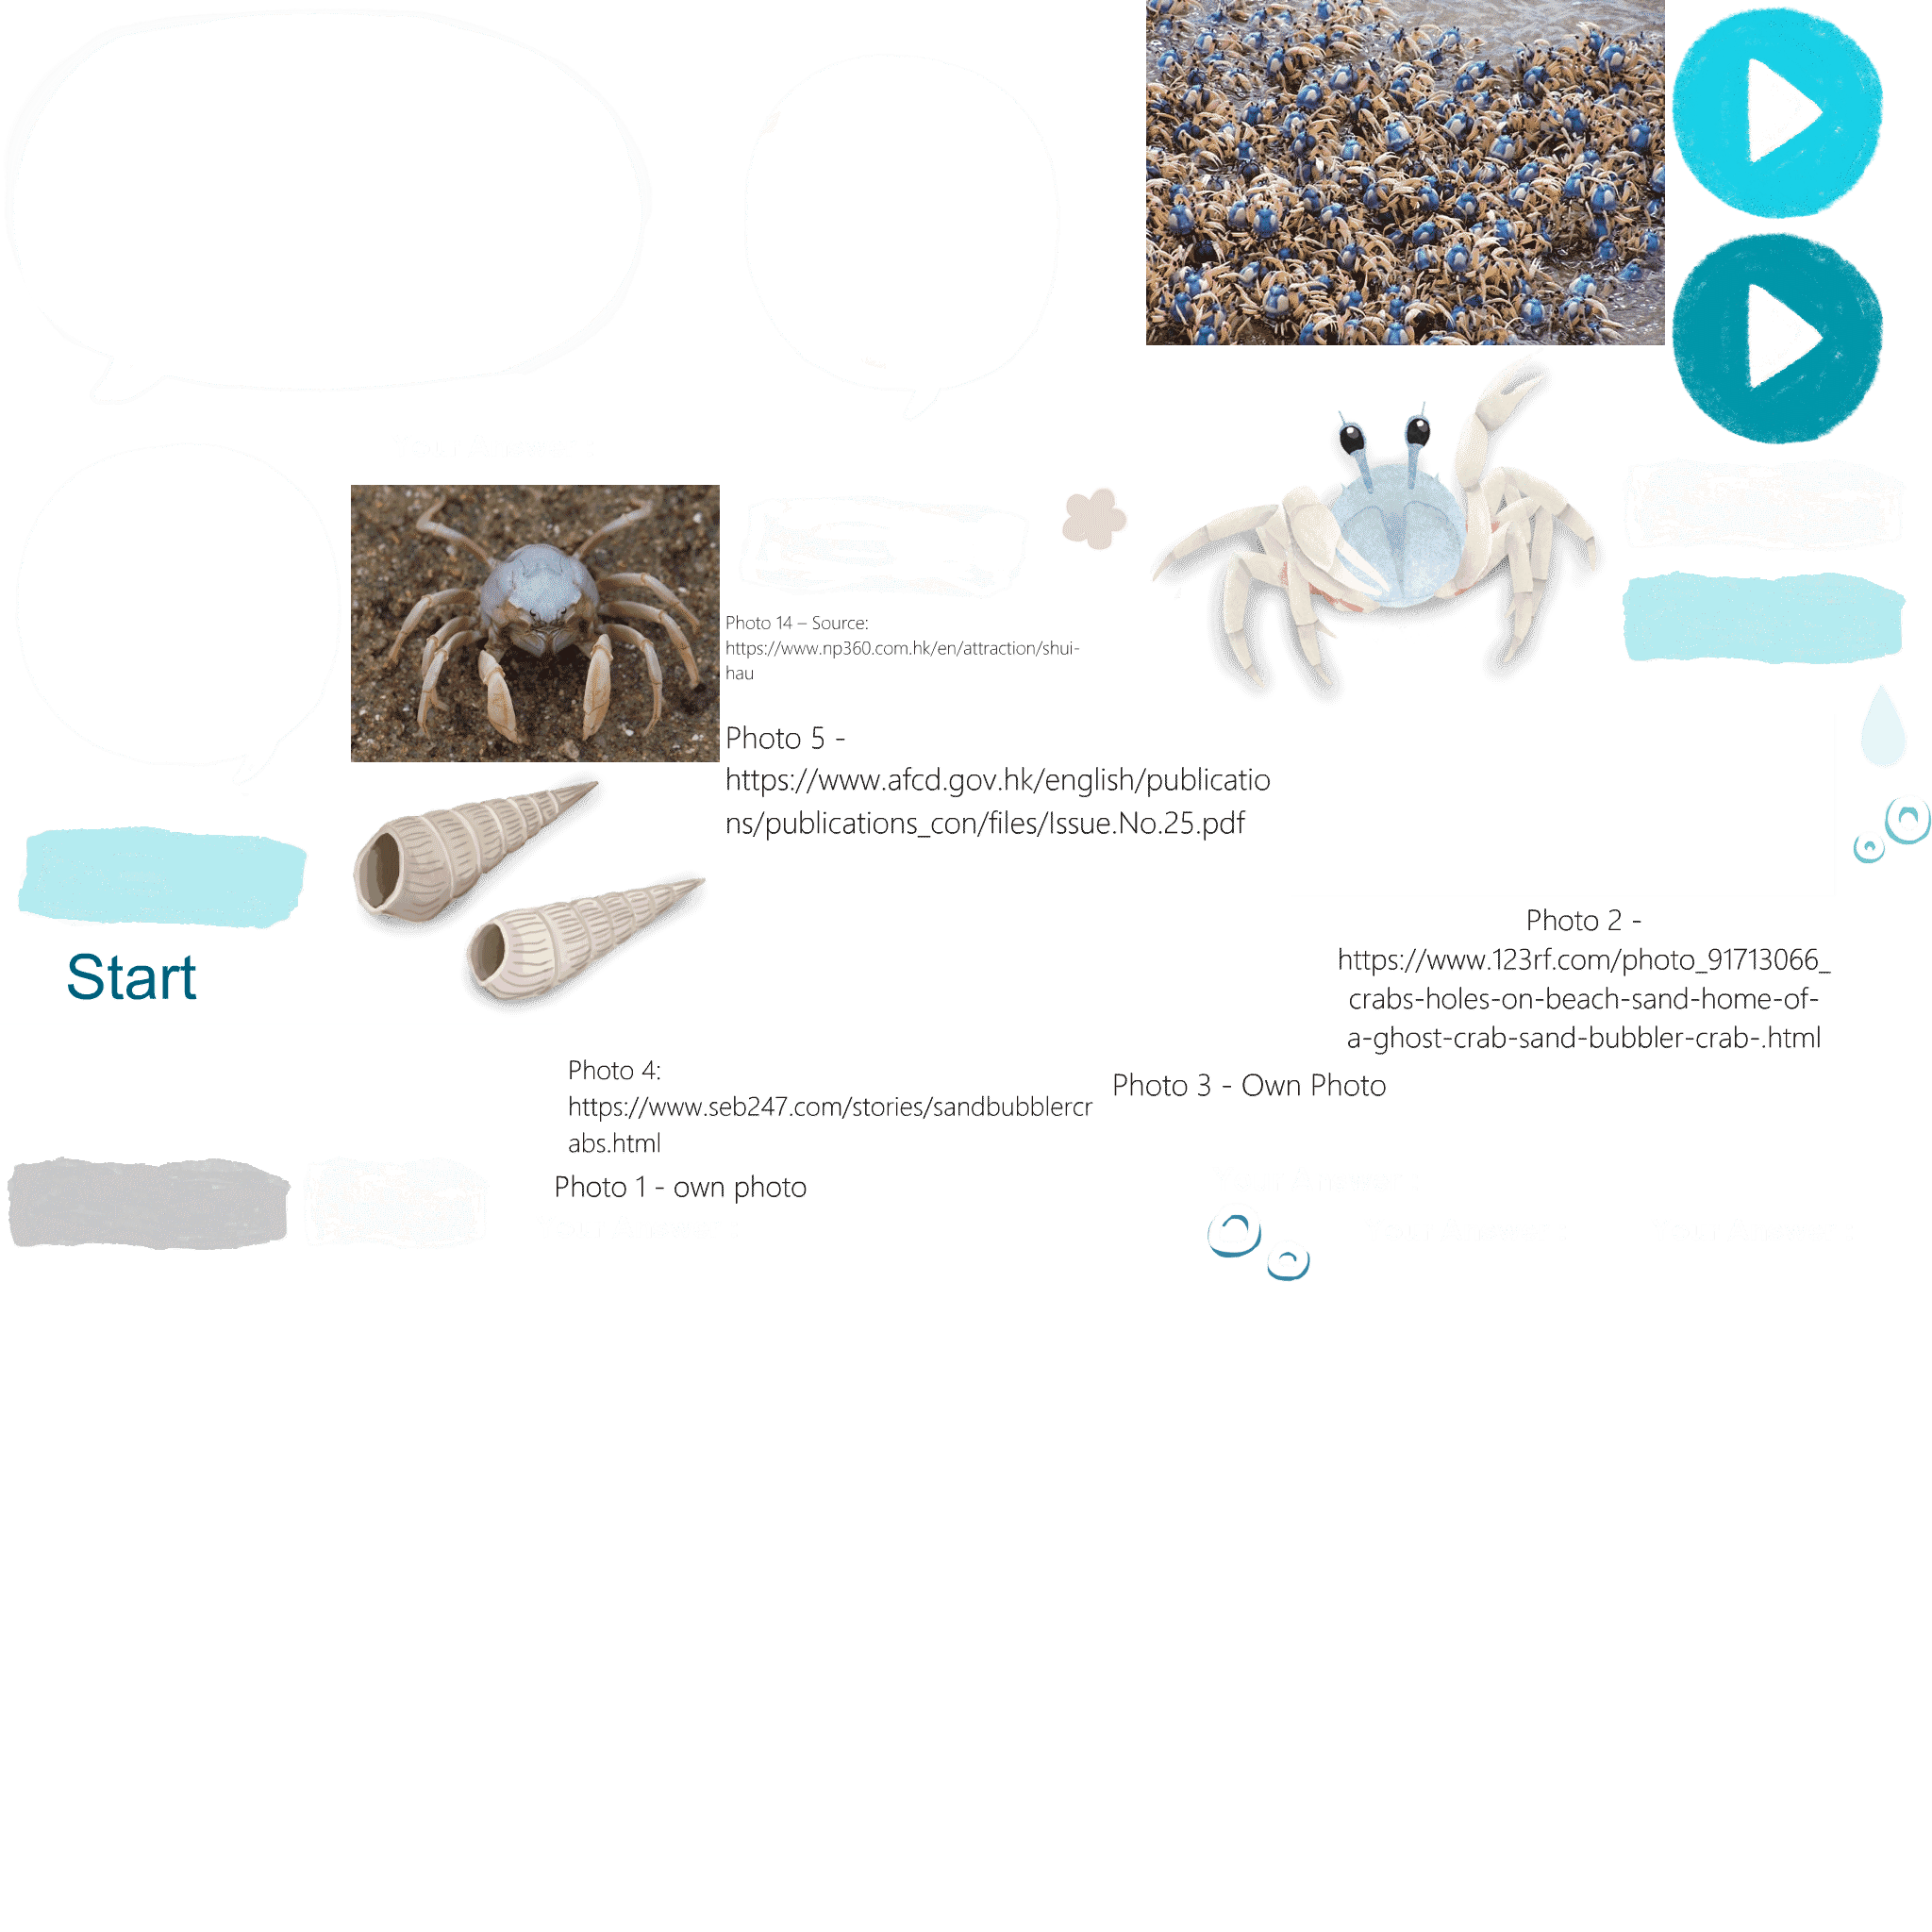 Photo 14 – Source:
https://www.np360.com.hk/en/attraction/shui-
hau
Photo 5 -
https://www.afcd.gov.hk/english/publicatio
ns/publications_con/files/Issue.No.25.pdf
Photo 2 -
https://www.123rf.com/photo_91713066_
crabs-holes-on-beach-sand-home-of-
a-ghost-crab-sand-bubbler-crab-.html
Start
Photo 4:
https://www.seb247.com/stories/sandbubblercr
abs.html
Photo 3 - Own Photo
Photo 1 - own photo